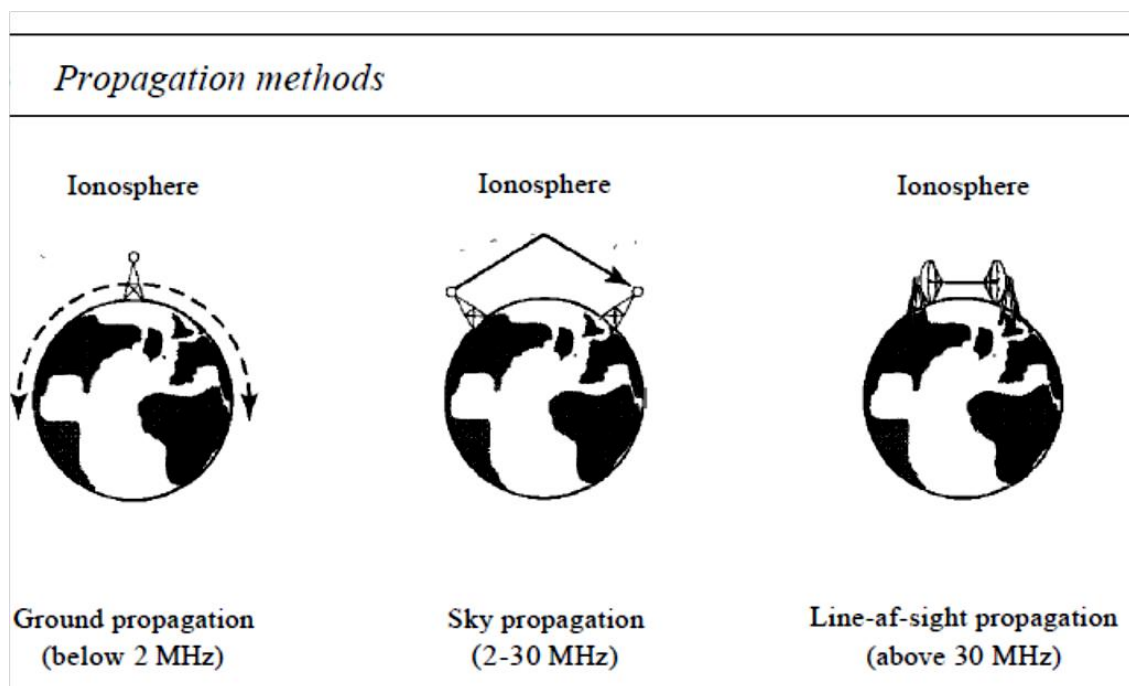 Propagation methods
Ionosphere
Ionosphere
Ionosphere
Ground propagation
(below 2 MHz)
Sky propagation
(2-30 MHz)
Line-af-sight propagation
(above 30 MHz)